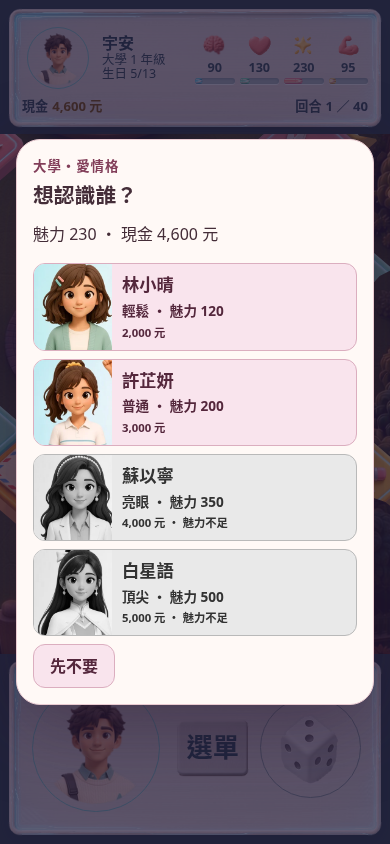 宇安
大學 1 年級
生日 5/13
90
130
230
95
現金 4,600 元
回合 1 ／ 40
大學・愛情格
想認識誰？
魅力 230 ・ 現金 4,600 元
林小晴
輕鬆 ・ 魅力 120
2,000 元
許芷妍
普通 ・ 魅力 200
3,000 元
蘇以寧
亮眼 ・ 魅力 350
4,000 元 ・ 魅力不足
白星語
頂尖 ・ 魅力 500
5,000 元 ・ 魅力不足
先不要
選單